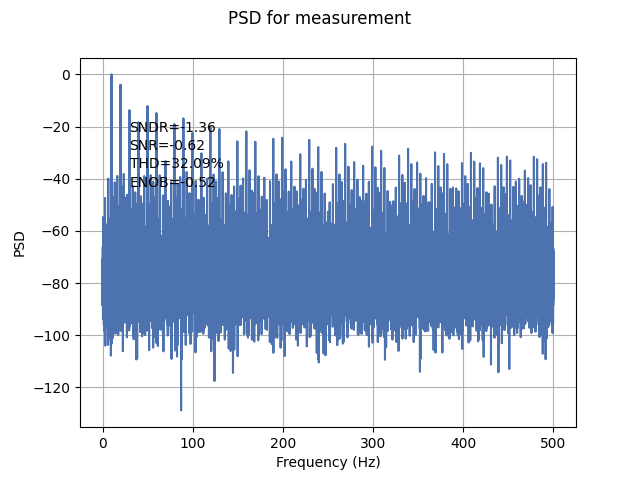 PSD for measurement
0
−20
−40
−60
−80
−100
−120
PSD
SNDR=-1.36
SNR=-0.62
THD=32.09%
ENOB=-0.52
0
100
200
300
400
500
Frequency (Hz)